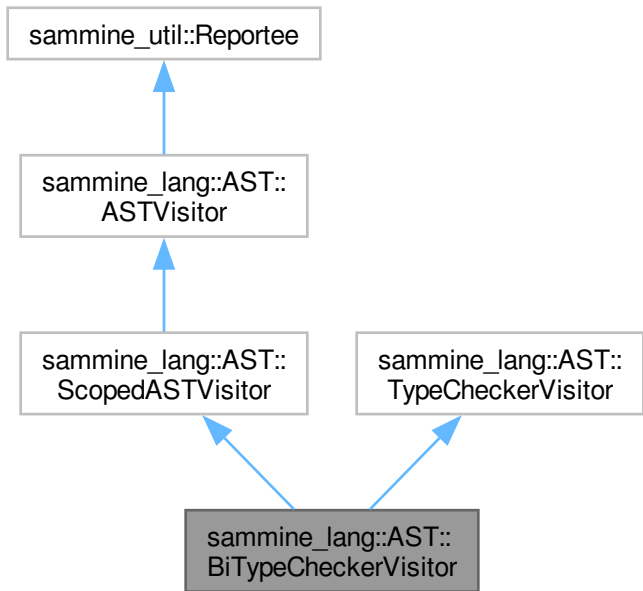 sammine_util::Reportee
sammine_lang::AST::
ASTVisitor
sammine_lang::AST::
ScopedASTVisitor
sammine_lang::AST::
TypeCheckerVisitor
sammine_lang::AST::
BiTypeCheckerVisitor